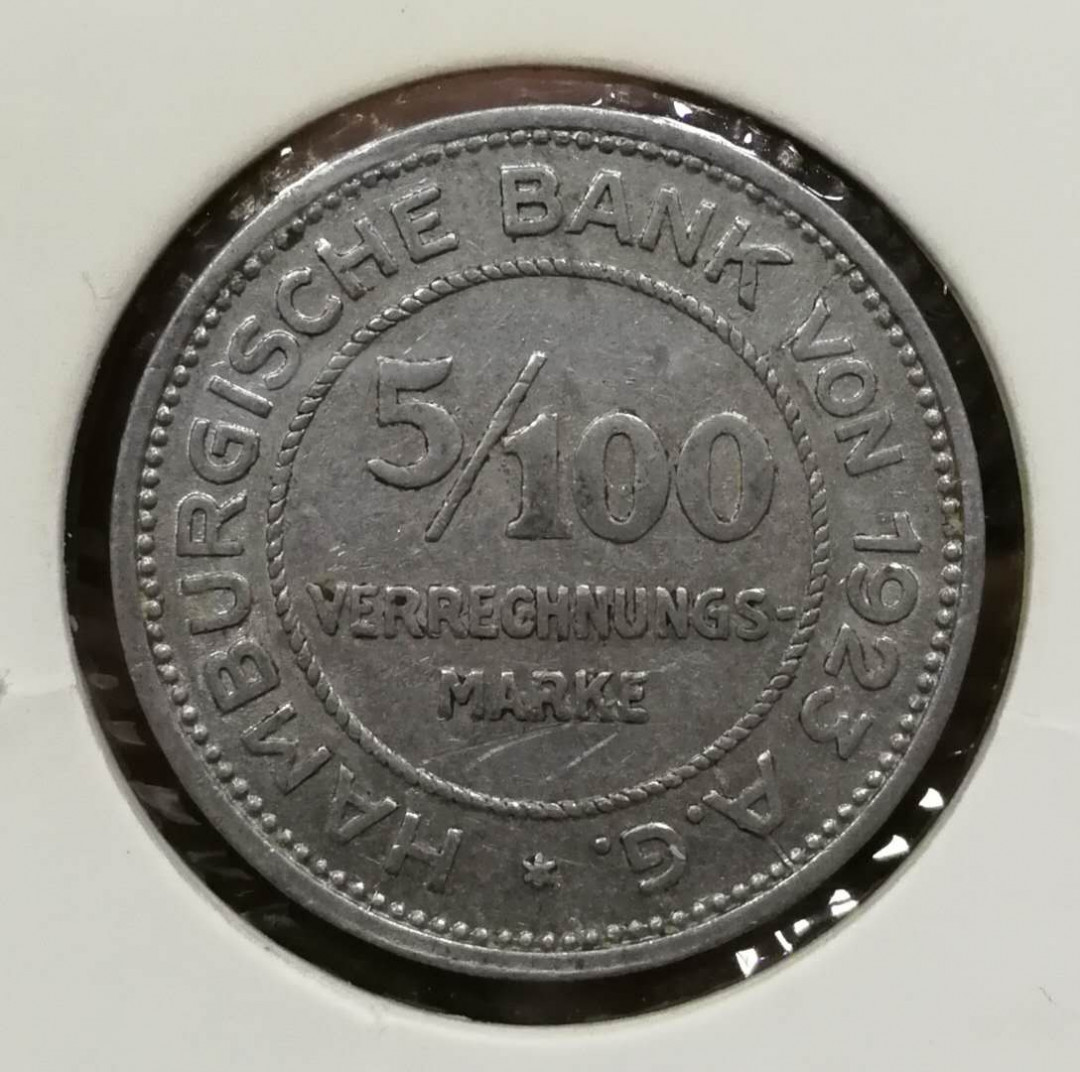 HAMBURGISCHE BANK VON 1923 A.G. *
5/100
VERRECHNUNGS-
MARKE